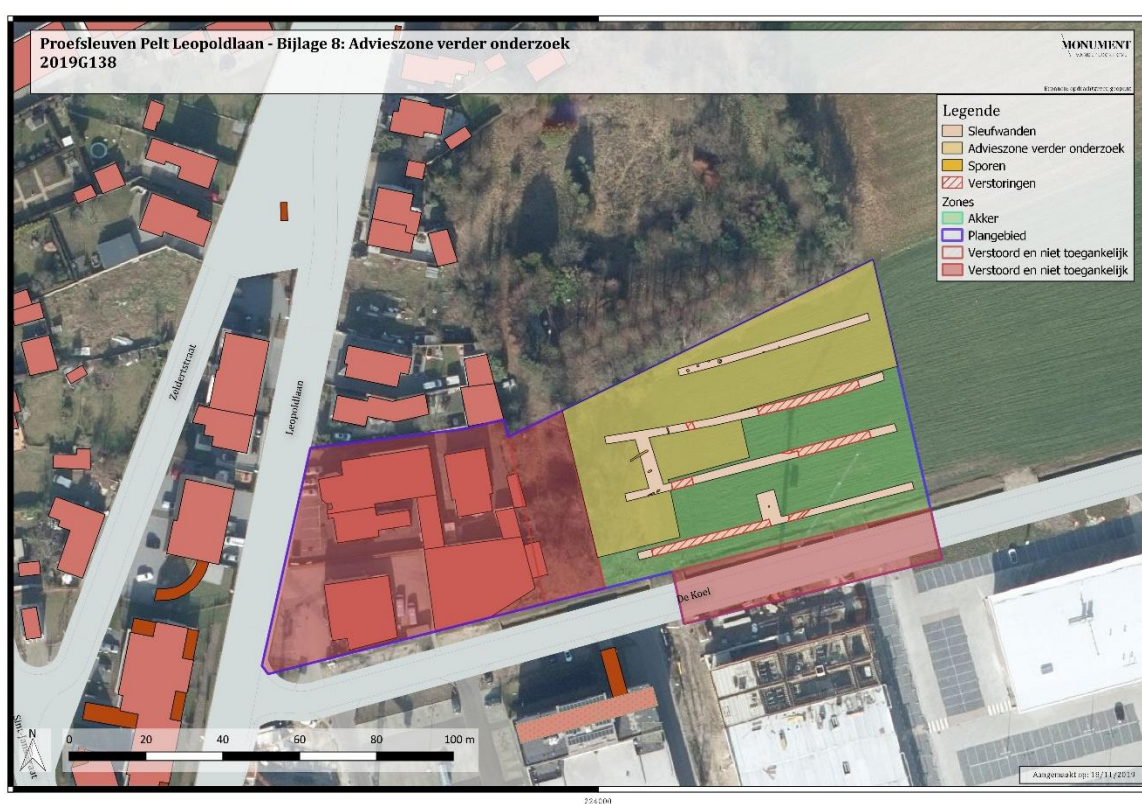 Proefsleuven Pelt Leopoldlaan - Bijlage 8: Advieszone verder onderzoek
2019G138
MONUMENT
Legende
Sleufwanden
Advieszone verder onderzoek
Sporen
Verstoringen
Zones
Akker
Plangebied
Verstoord en niet toegankelijk
Verstoord en niet toegankelijk
Zeldertstraat
Leopoldlaan
De Koel
N
0 20 40 60 80 100 m
Aangemaakt op: 18/11/2019
224000